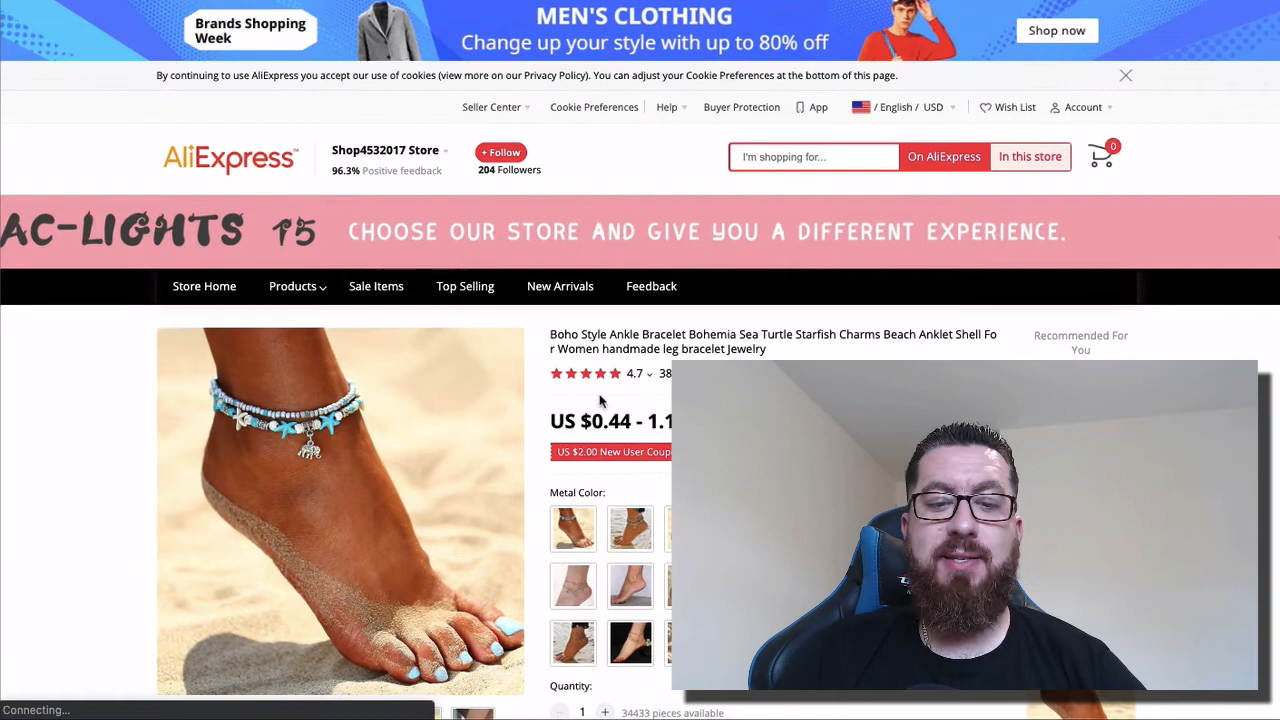 Brands Shopping
Week
MEN'S CLOTHING
Change up your style with up to 80% off
Shop now
By continuing to use AliExpress you accept our use of cookies (view more on our Privacy Policy). You can adjust your Cookie Preferences at the bottom of this page.
Seller Center
Cookie Preferences
Help
Buyer Protection
App
/ English / USD
Wish List
Account
AliExpress™
Shop4532017 Store
96.3% Positive feedback
+ Follow
204 Followers
I'm shopping for...
On AliExpress
In this store
0
AC-LIGHTS 15 CHOOSE OUR STORE AND GIVE YOU A DIFFERENT EXPERIENCE.
Store Home
Products
Sale Items
Top Selling
New Arrivals
Feedback
Boho Style Ankle Bracelet Bohemia Sea Turtle Starfish Charms Beach Anklet Shell Fo
r Women handmade leg bracelet Jewelry
Recommended For
You
4.7
38
US $0.44 - 1.1
US $2.00 New User Coup
Metal Color:
Quantity:
1
34433 pieces available
Connecting...